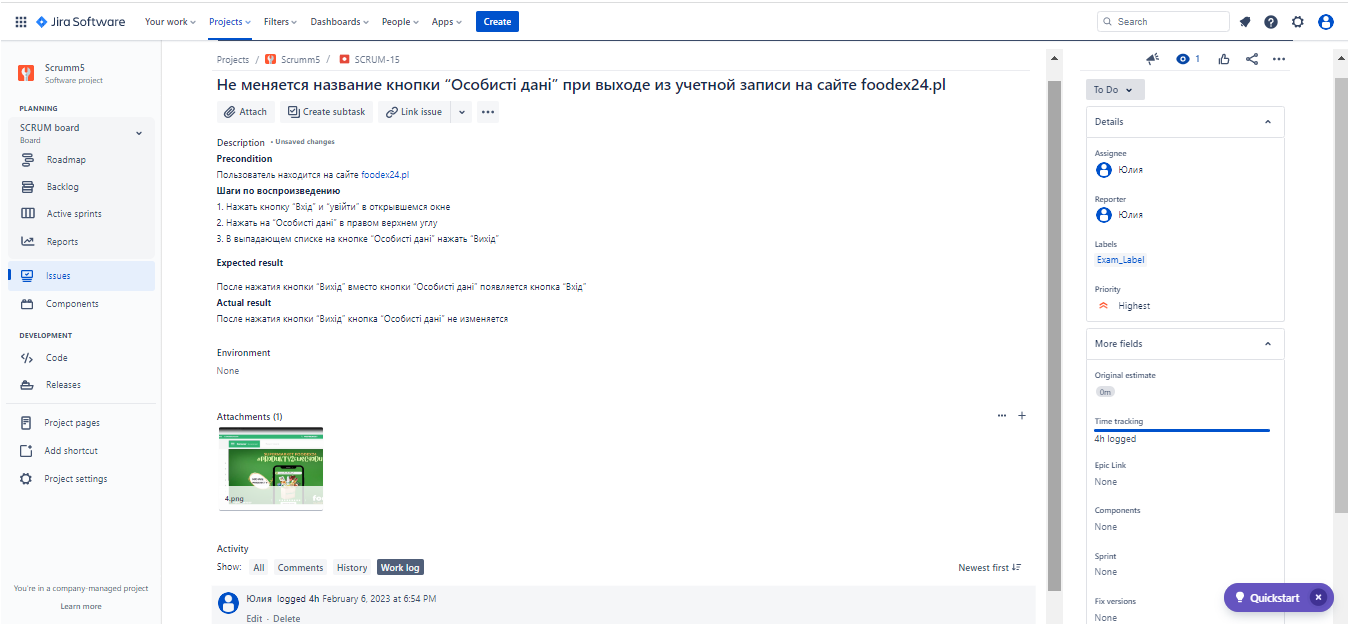 Jira Software Your work Projects Filters Dashboards People Apps Create Search
Scrumm5
Software project
PLANNING
SCRUM board
Board
Roadmap
Backlog
Active sprints
Reports
Issues
Components
DEVELOPMENT
Code
Releases
Project pages
Add shortcut
Project settings
You're in a company-managed project
Learn more
Projects / Scrumm5 / SCRUM-15
Не меняется название кнопки “Особисті дані” при выходе из учетной записи на сайте foodex24.pl
Attach Create subtask Link issue
Description • Unsaved changes
Precondition
Пользователь находится на сайте foodex24.pl
Шаги по воспроизведению
1. Нажать кнопку “Вхід” и “увійти” в открывшемся окне
2. Нажать на “Особисті дані” в правом верхнем углу
3. В выпадающем списке на кнопке “Особисті дані” нажать “Вихід”
Expected result
После нажатия кнопки “Вихід” вместо кнопки “Особисті дані” появляется кнопка “Вхід”
Actual result
После нажатия кнопки “Вихід” кнопка “Особисті дані” не изменяется
Environment
None
Attachments (1)
4.png
Activity
Show: All Comments History Work log Newest first
Юлия logged 4h February 6, 2023 at 6:54 PM
Edit · Delete
1
To Do
Details
Assignee
Юлия
Reporter
Юлия
Labels
Exam_Label
Priority
Highest
More fields
Original estimate
0m
Time tracking
4h logged
Epic Link
None
Components
None
Sprint
None
Fix versions
None
Quickstart